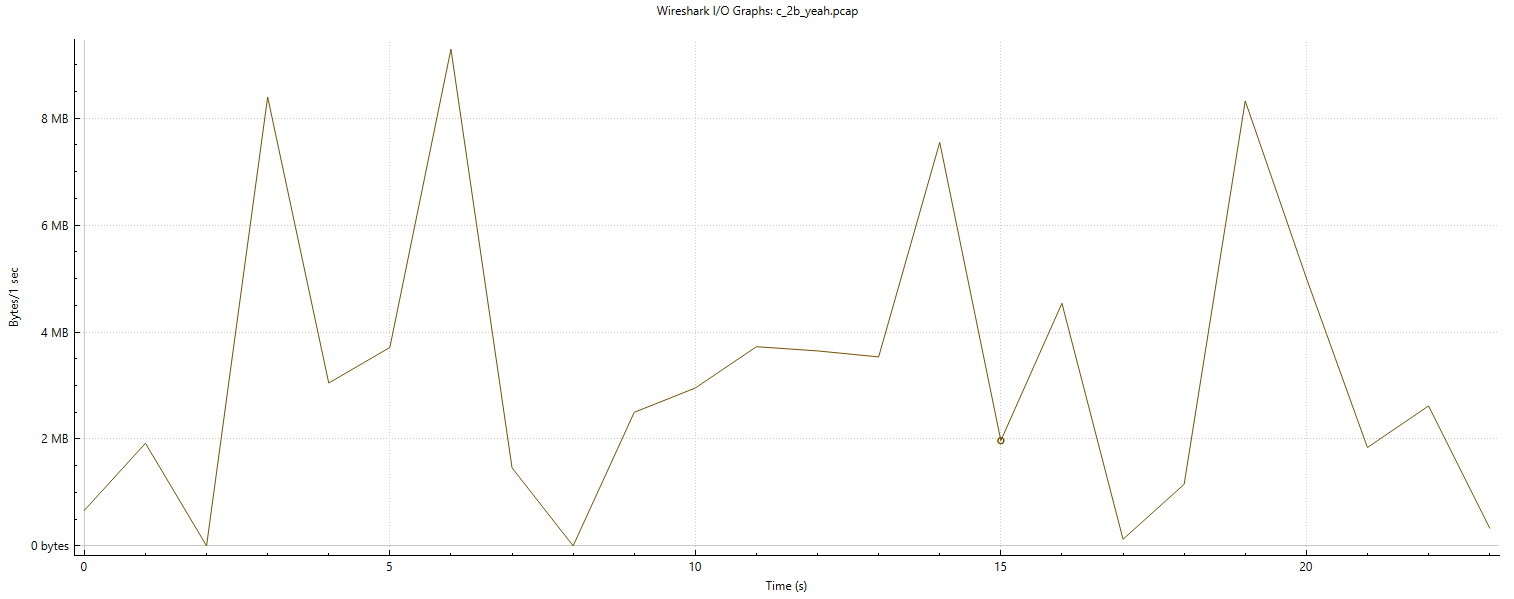 Wireshark I/O Graphs: c_2b_yeah.pcap
8 MB
6 MB
4 MB
2 MB
0 bytes
Bytes/1 sec
0 5 10 15 20
Time (s)